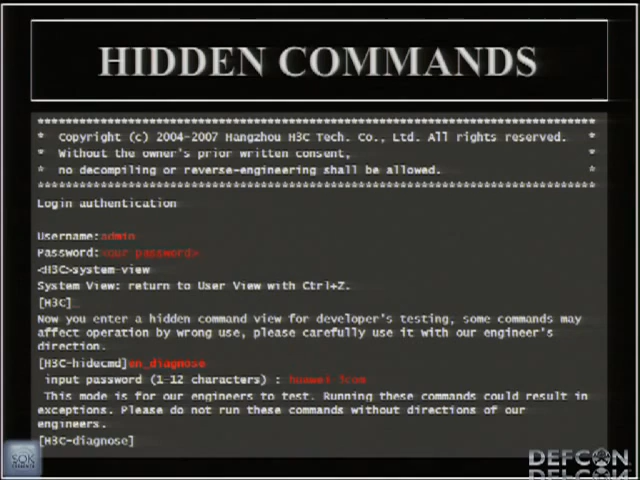 HIDDEN COMMANDS
********************************************************************************
* Copyright (c) 2004-2007 Hangzhou H3C Tech. Co., Ltd. All rights reserved. *
* Without the owner's prior written consent, *
* no decompiling or reverse-engineering shall be allowed. *
********************************************************************************
Login authentication
Username:admin
Password:<our password>
<H3C>system-view
System View: return to User View with Ctrl+Z.
[H3C]
Now you enter a hidden command view for developer's testing, some commands may
affect operation by wrong use, please carefully use it with our engineer's
direction.
[H3C-hidecmd]en_diagnose
input password (1-12 characters) : huawei-3com
This mode is for our engineers to test. Running these commands could result in
exceptions. Please do not run these commands without directions of our
engineers.
[H3C-diagnose]
SOK
DEFCON